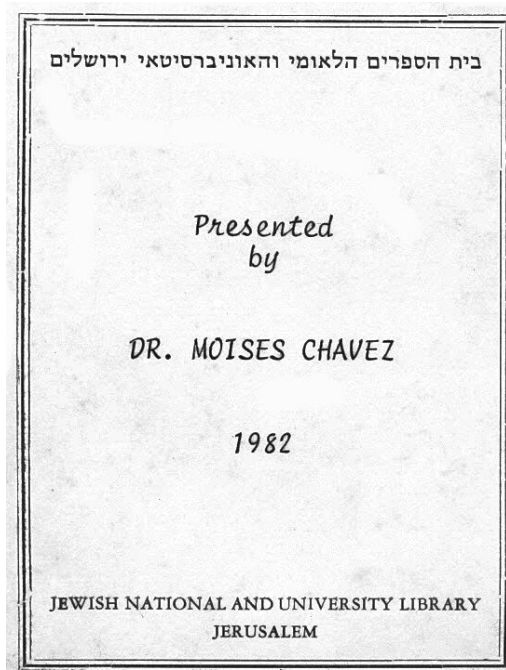 בית הספרים הלאומי והאוניברסיטאי ירושלים
Presented
by
DR. MOISES CHAVEZ
1982
JEWISH NATIONAL AND UNIVERSITY LIBRARY
JERUSALEM